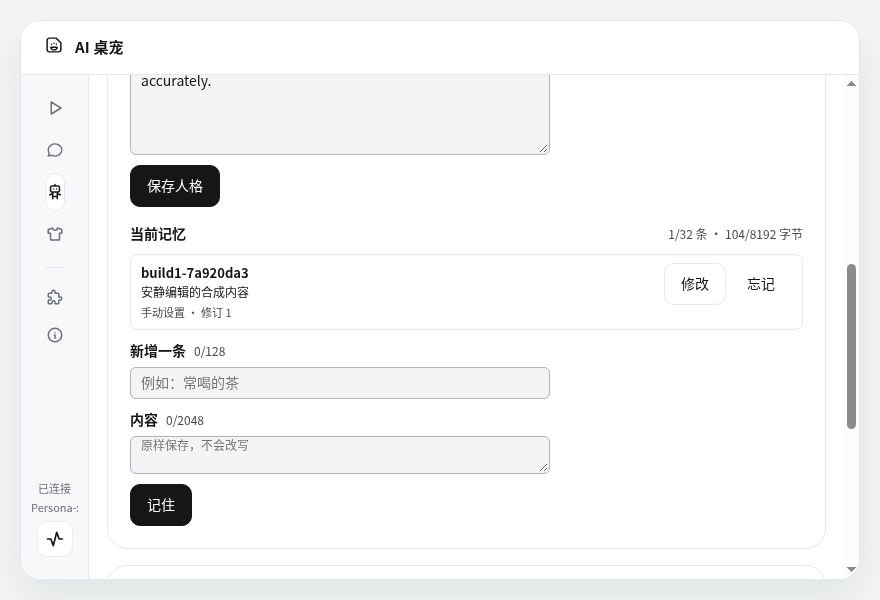 AI 桌宠
accurately.
保存人格
当前记忆
1/32 条 · 104/8192 字节
build1-7a920da3
安静编辑的合成内容
手动设置 · 修订 1
修改
忘记
新增一条 0/128
例如：常喝的茶
内容 0/2048
原样保存，不会改写
记住
已连接
Persona-